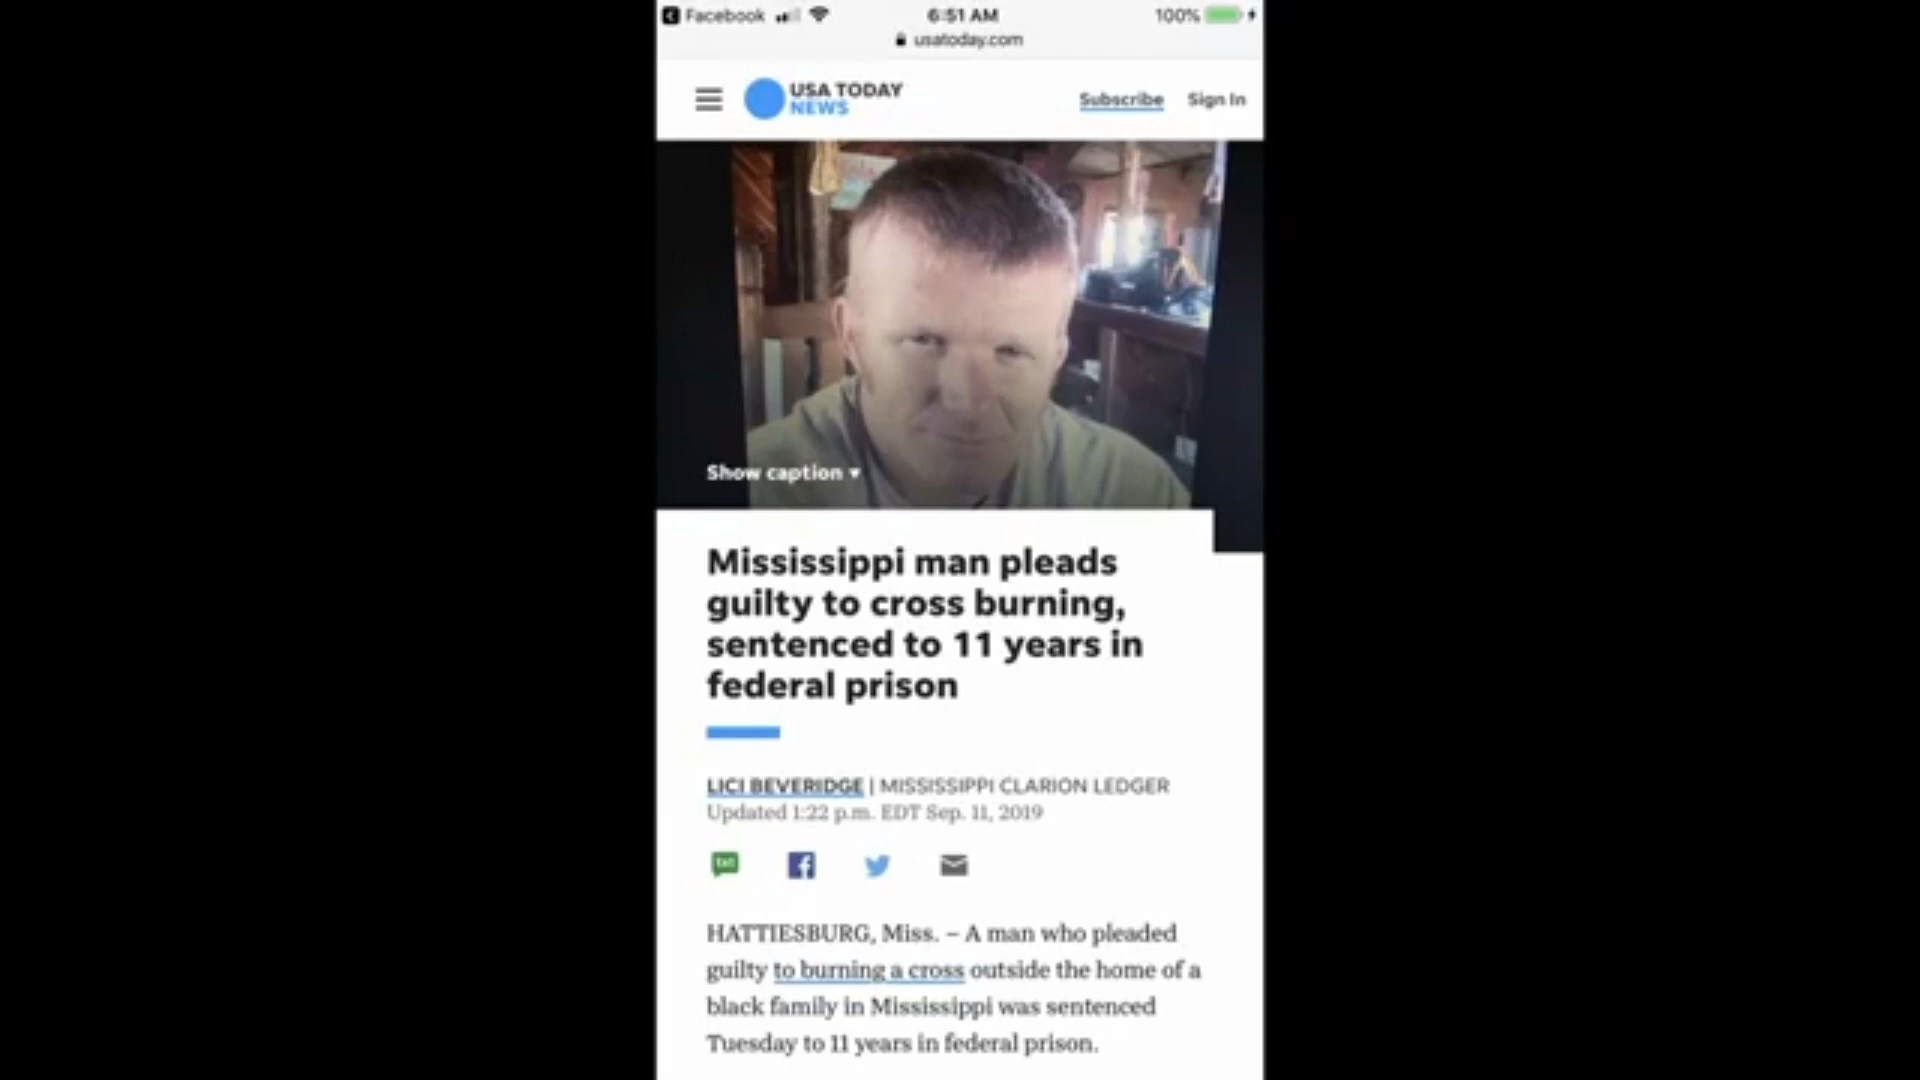 Facebook 6:51 AM 100%
usatoday.com
USA TODAY
NEWS
Subscribe Sign In
Show caption
Mississippi man pleads
guilty to cross burning,
sentenced to 11 years in
federal prison
LICI BEVERIDGE | MISSISSIPPI CLARION LEDGER
Updated 1:22 p.m. EDT Sep. 11, 2019
txt
HATTIESBURG, Miss. – A man who pleaded
guilty to burning a cross outside the home of a
black family in Mississippi was sentenced
Tuesday to 11 years in federal prison.